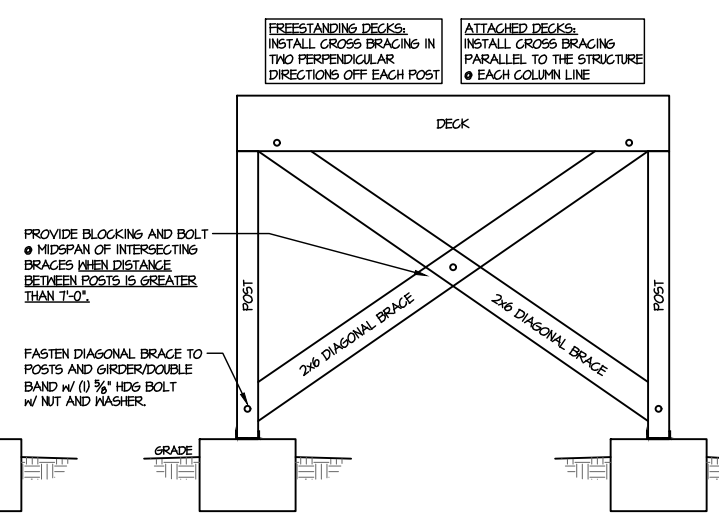 FREESTANDING DECKS:
INSTALL CROSS BRACING IN
TWO PERPENDICULAR
DIRECTIONS OFF EACH POST
ATTACHED DECKS:
INSTALL CROSS BRACING
PARALLEL TO THE STRUCTURE
@ EACH COLUMN LINE
DECK
PROVIDE BLOCKING AND BOLT
@ MIDSPAN OF INTERSECTING
BRACES WHEN DISTANCE
BETWEEN POSTS IS GREATER
THAN 7'-0".
POST
POST
2x6 DIAGONAL BRACE
2x6 DIAGONAL BRACE
FASTEN DIAGONAL BRACE TO
POSTS AND GIRDER/DOUBLE
BAND w/ (1) 5/8" HDG BOLT
w/ NUT AND WASHER.
GRADE